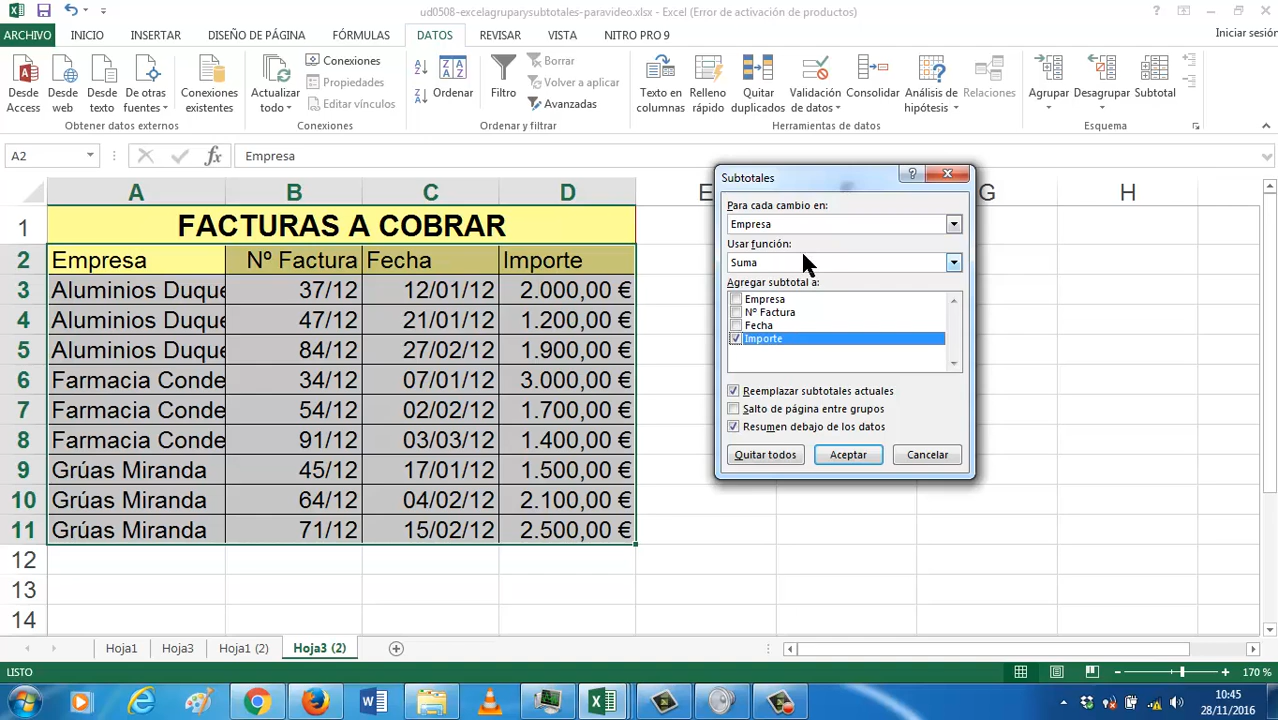 ud0508-excelagruparysubtotales-paravideo.xlsx - Excel (Error de activación de productos)
ARCHIVO INICIO INSERTAR DISEÑO DE PÁGINA FÓRMULAS DATOS REVISAR VISTA NITRO PRO 9 Iniciar sesión
Desde Access
Desde web
Desde texto
De otras fuentes
Conexiones existentes
Obtener datos externos
Actualizar todo
Conexiones
Propiedades
Editar vínculos
Conexiones
Ordenar
Filtro
Borrar
Volver a aplicar
Avanzadas
Ordenar y filtrar
Texto en columnas
Relleno rápido
Quitar duplicados
Validación de datos
Consolidar
Análisis de hipótesis
Relaciones
Herramientas de datos
Agrupar
Desagrupar
Subtotal
Esquema
A2 fx Empresa
A B C D E G H
1 FACTURAS A COBRAR
2 Empresa Nº Factura Fecha Importe
3 Aluminios Duque 37/12 12/01/12 2.000,00 €
4 Aluminios Duque 47/12 21/01/12 1.200,00 €
5 Aluminios Duque 84/12 27/02/12 1.900,00 €
6 Farmacia Conde 34/12 07/01/12 3.000,00 €
7 Farmacia Conde 54/12 02/02/12 1.700,00 €
8 Farmacia Conde 91/12 03/03/12 1.400,00 €
9 Grúas Miranda 45/12 17/01/12 1.500,00 €
10 Grúas Miranda 64/12 04/02/12 2.100,00 €
11 Grúas Miranda 71/12 15/02/12 2.500,00 €
12
13
14
Subtotales
Para cada cambio en:
Empresa
Usar función:
Suma
Agregar subtotal a:
Empresa
Nº Factura
Fecha
Importe
Reemplazar subtotales actuales
Salto de página entre grupos
Resumen debajo de los datos
Quitar todos Aceptar Cancelar
Hoja1 Hoja3 Hoja1 (2) Hoja3 (2)
LISTO 170 %
10:45
28/11/2016